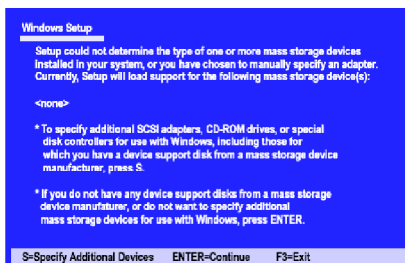 Windows Setup
Setup could not determine the type of one or more mass storage devices
installed in your system, or you have chosen to manually specify an adapter.
Currently, Setup will load support for the following mass storage device(s):
<none>
* To specify additional SCSI adapters, CD-ROM drives, or special
disk controllers for use with Windows, including those for
which you have a device support disk from a mass storage device
manufacturer, press S.
* If you do not have any device support disks from a mass storage
device manufaturer, or do not want to specify additional
mass storage devices for use with Windows, press ENTER.
S=Specify Additional Devices ENTER=Continue F3=Exit